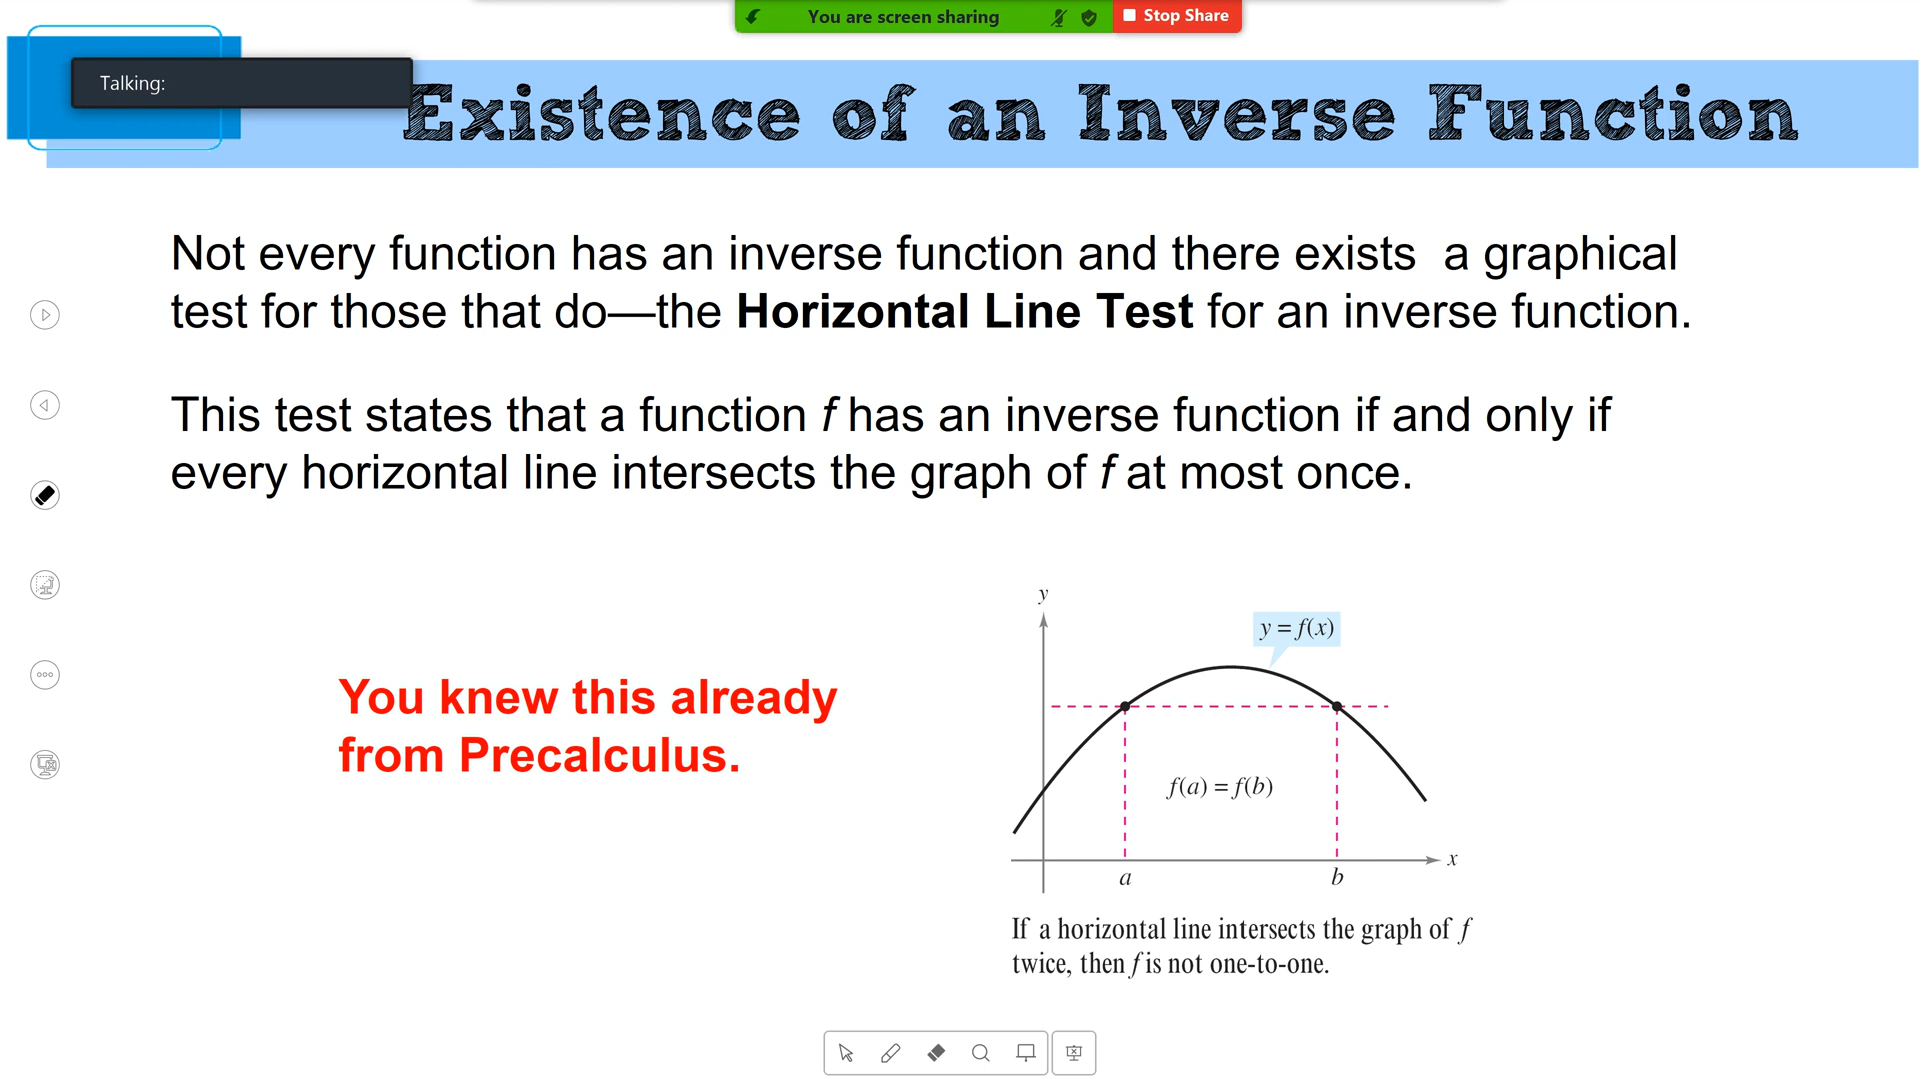 You are screen sharing
Stop Share
Talking:
Existence of an Inverse Function
Not every function has an inverse function and there exists a graphical
test for those that do—the Horizontal Line Test for an inverse function.
This test states that a function f has an inverse function if and only if
every horizontal line intersects the graph of f at most once.
You knew this already
from Precalculus.
y
y = f(x)
f(a) = f(b)
x
a
b
If a horizontal line intersects the graph of f
twice, then f is not one-to-one.